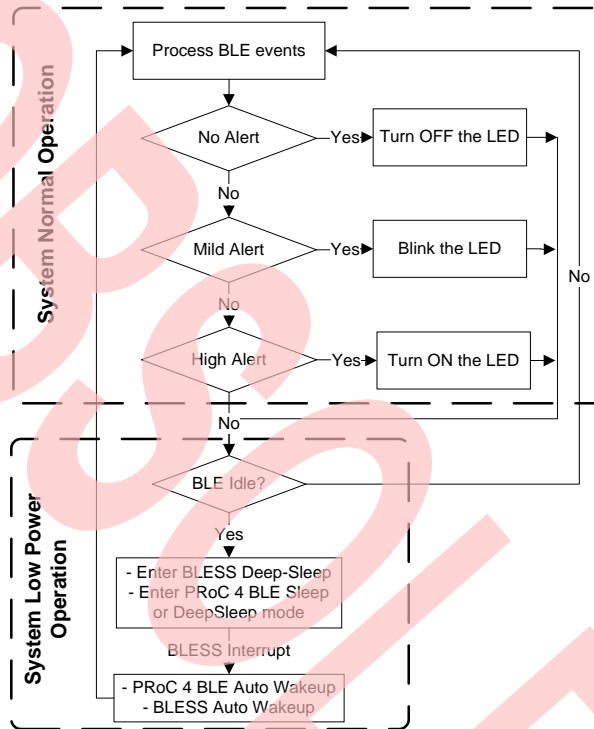 System Normal Operation
Process BLE events
No Alert
Yes
Turn OFF the LED
No
Mild Alert
Yes
Blink the LED
No
No
High Alert
Yes
Turn ON the LED
No
System Low Power
Operation
BLE Idle?
Yes
- Enter BLESS Deep-Sleep
- Enter PRoC 4 BLE Sleep
or DeepSleep mode
BLESS Interrupt
- PRoC 4 BLE Auto Wakeup
- BLESS Auto Wakeup